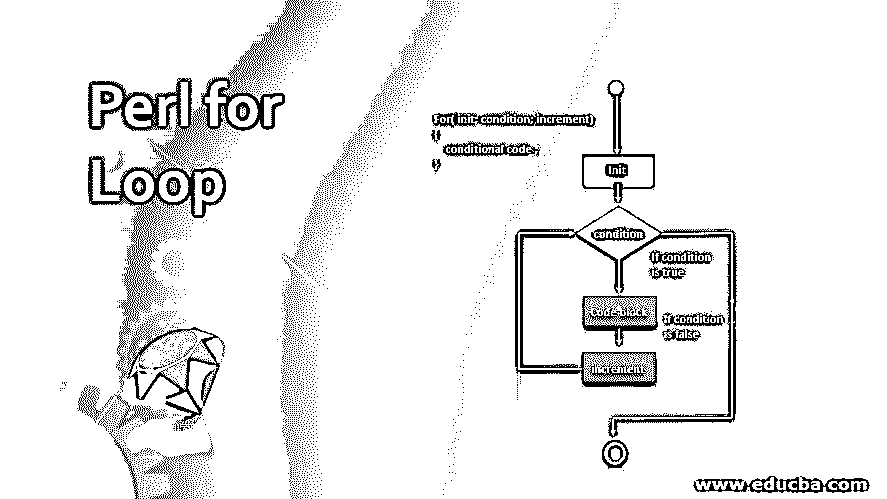 Perl for
Loop
For( init- condition; increment)
{
conditional code ;
}
Init
condition
If condition
is true
Code block
If condition
is false
increment
www.educba.com